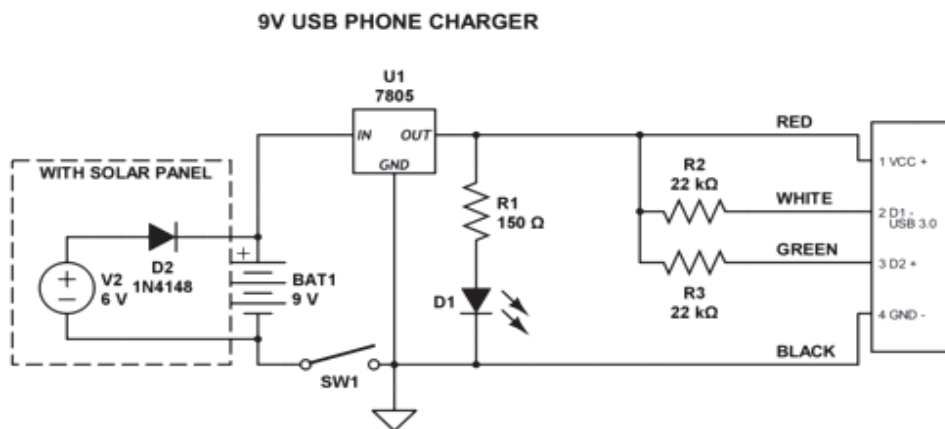 9V USB PHONE CHARGER
U1
7805
IN OUT
GND
RED
1 VCC +
WITH SOLAR PANEL
R2
22 kΩ
WHITE
2 D1 -
USB 3.0
R1
150 Ω
GREEN
3 D2 +
+
D2
1N4148
V2
6 V
BAT1
9 V
D1
R3
22 kΩ
4 GND -
BLACK
SW1